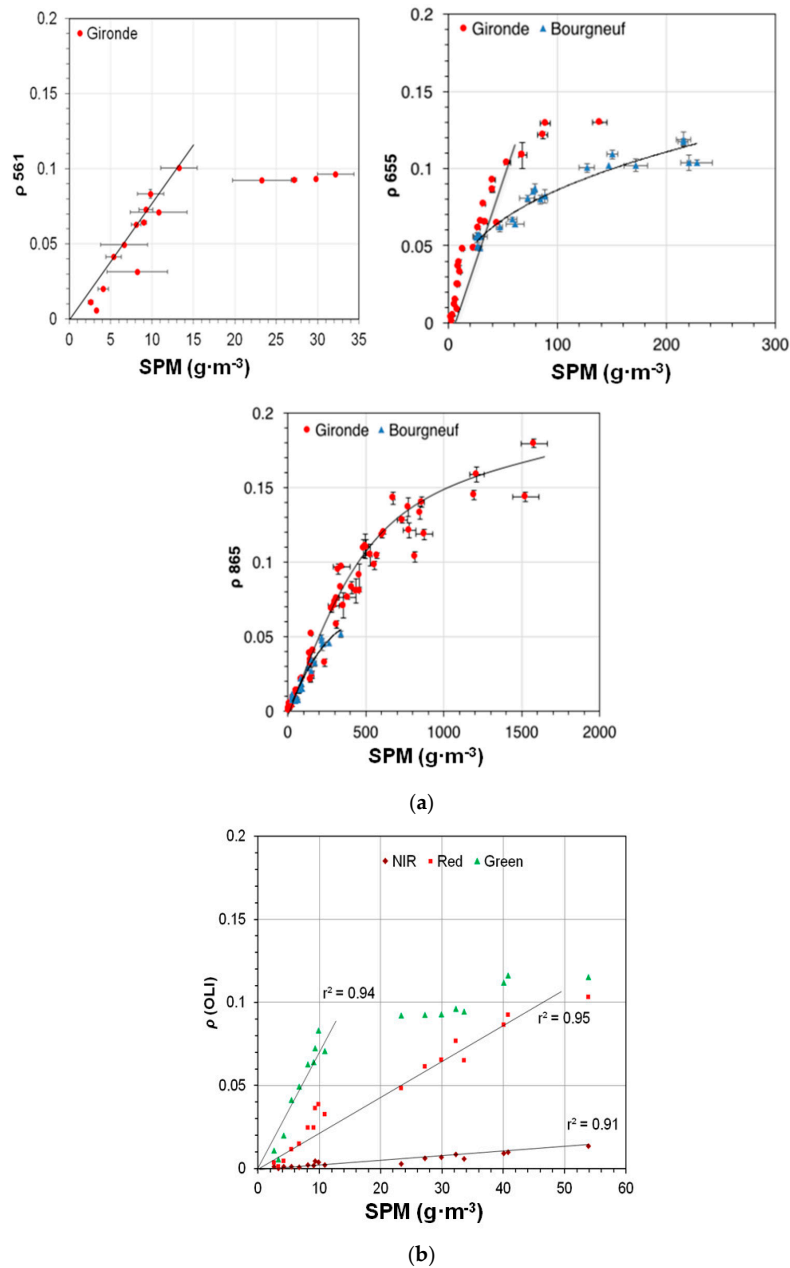 Gironde
0.2
0.15
0.1
0.05
0
ρ 561
0 5 10 15 20 25 30 35
SPM (g·m⁻³)
Gironde Bourgneuf
0.2
0.15
0.1
0.05
0
ρ 655
0 100 200 300
SPM (g·m⁻³)
Gironde Bourgneuf
0.2
0.15
0.1
0.05
0
ρ 865
0 500 1000 1500 2000
SPM (g·m⁻³)
(a)
NIR Red Green
0.2
0.15
0.1
0.05
0
ρ (OLI)
r² = 0.94
r² = 0.95
r² = 0.91
0 10 20 30 40 50 60
SPM (g·m⁻³)
(b)